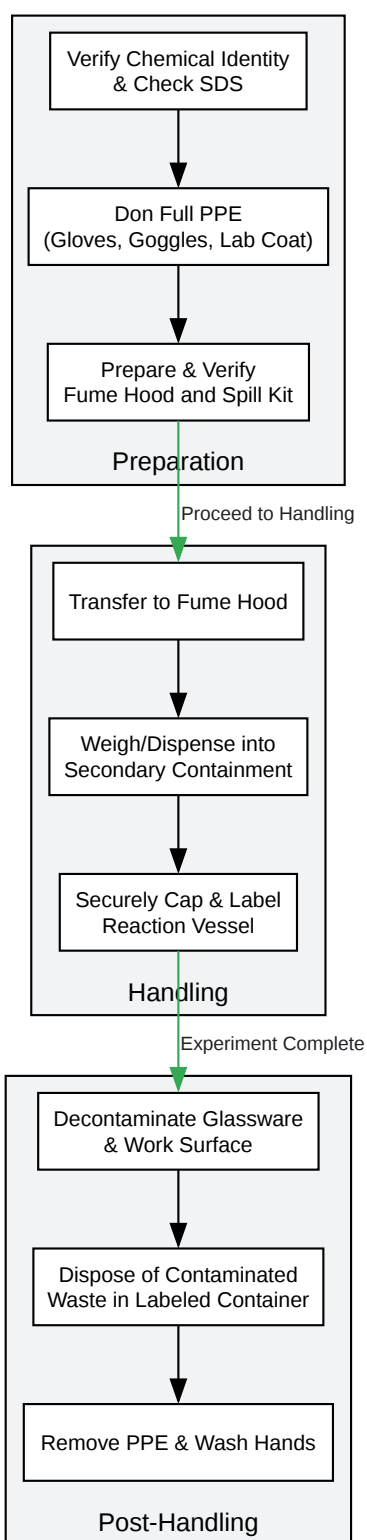 Verify Chemical Identity
& Check SDS
Don Full PPE
(Gloves, Goggles, Lab Coat)
Prepare & Verify
Fume Hood and Spill Kit
Preparation
Proceed to Handling
Transfer to Fume Hood
Weigh/Dispense into
Secondary Containment
Securely Cap & Label
Reaction Vessel
Handling
Experiment Complete
Decontaminate Glassware
& Work Surface
Dispose of Contaminated
Waste in Labeled Container
Remove PPE & Wash Hands
Post-Handling